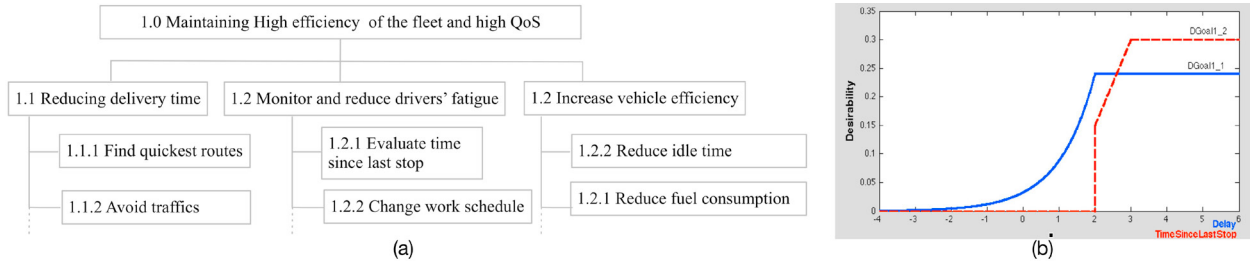 1.0 Maintaining High efficiency of the fleet and high QoS
1.1 Reducing delivery time
1.2 Monitor and reduce drivers' fatigue
1.2 Increase vehicle efficiency
1.1.1 Find quickest routes
1.2.1 Evaluate time
since last stop
1.2.2 Reduce idle time
1.1.2 Avoid traffics
1.2.2 Change work schedule
1.2.1 Reduce fuel consumption
(a)
0.35
0.3
0.25
0.2
0.15
0.1
0.05
0
Desirability
DGoal1_2
DGoal1_1
-4 -3 -2 -1 0 1 2 3 4 5 6
Delay
TimeSinceLastStop
(b)